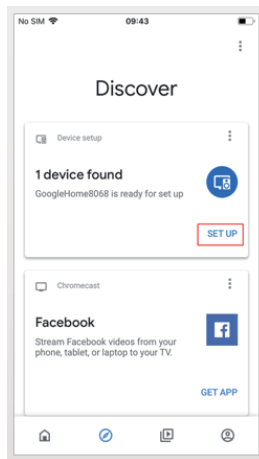 No SIM 09:43
Discover
Device setup
1 device found
GoogleHome8068 is ready for set up
SET UP
Chromecast
Facebook
Stream Facebook videos from your
phone, tablet, or laptop to your TV.
GET APP